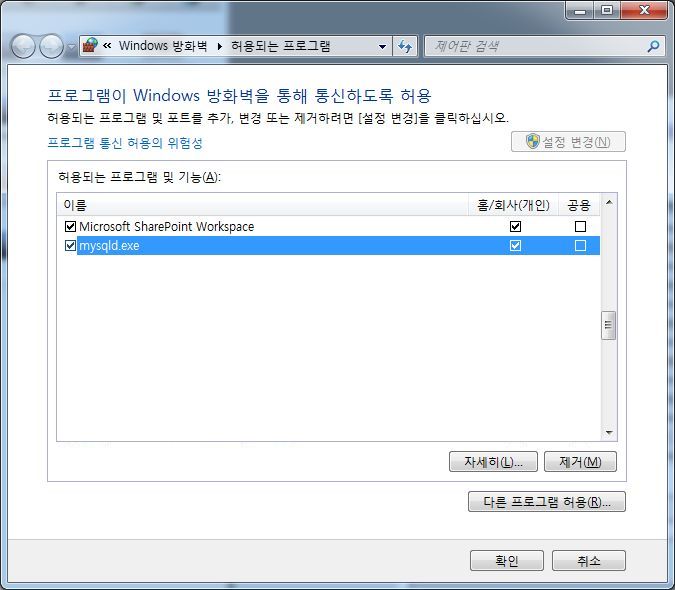 « Windows 방화벽 ▸ 허용되는 프로그램
제어판 검색
프로그램이 Windows 방화벽을 통해 통신하도록 허용
허용되는 프로그램 및 포트를 추가, 변경 또는 제거하려면 [설정 변경]을 클릭하십시오.
프로그램 통신 허용의 위험성
설정 변경(N)
허용되는 프로그램 및 기능(A):
이름 홈/회사(개인) 공용
Microsoft SharePoint Workspace
mysqld.exe
자세히(L)... 제거(M)
다른 프로그램 허용(R)...
확인 취소